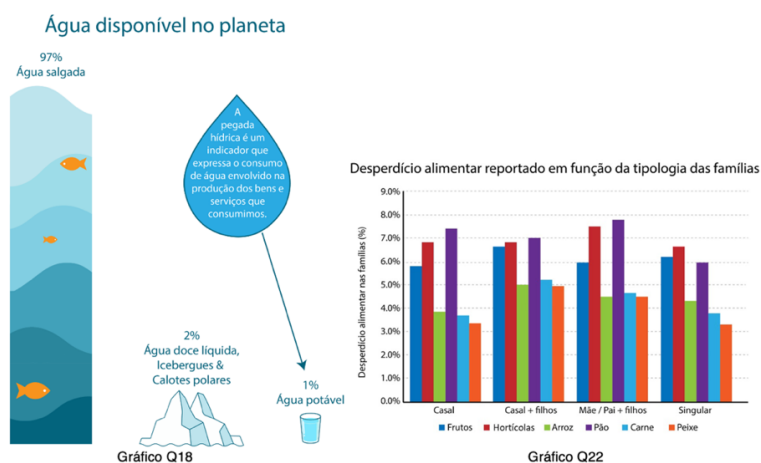 Água disponível no planeta
97%
Água salgada
A
pegada
hídrica é um
indicador que
expressa o consumo
de água envolvido na
produção dos bens e
serviços que
consumimos.
2%
Água doce líquida,
Icebergues &
Calotes polares
1%
Água potável
Gráfico Q18
Desperdício alimentar reportado em função da tipologia das famílias
Desperdício alimentar nas famílias (%)
9.0%
8.0%
7.0%
6.0%
5.0%
4.0%
3.0%
2.0%
1.0%
0.0%
Casal
Casal + filhos
Mãe / Pai + filhos
Singular
Frutos
Hortícolas
Arroz
Pão
Carne
Peixe
Gráfico Q22